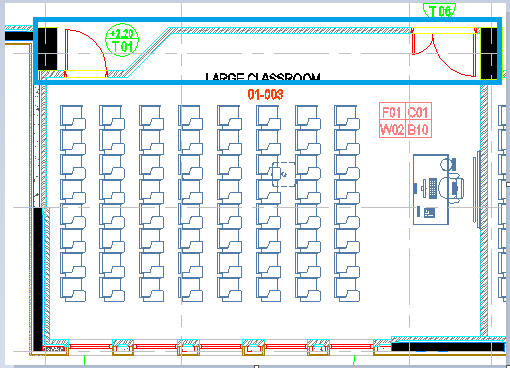 T06
+2.20
T01
LARGE CLASSROOM
01-003
F01 C01
W02 B10